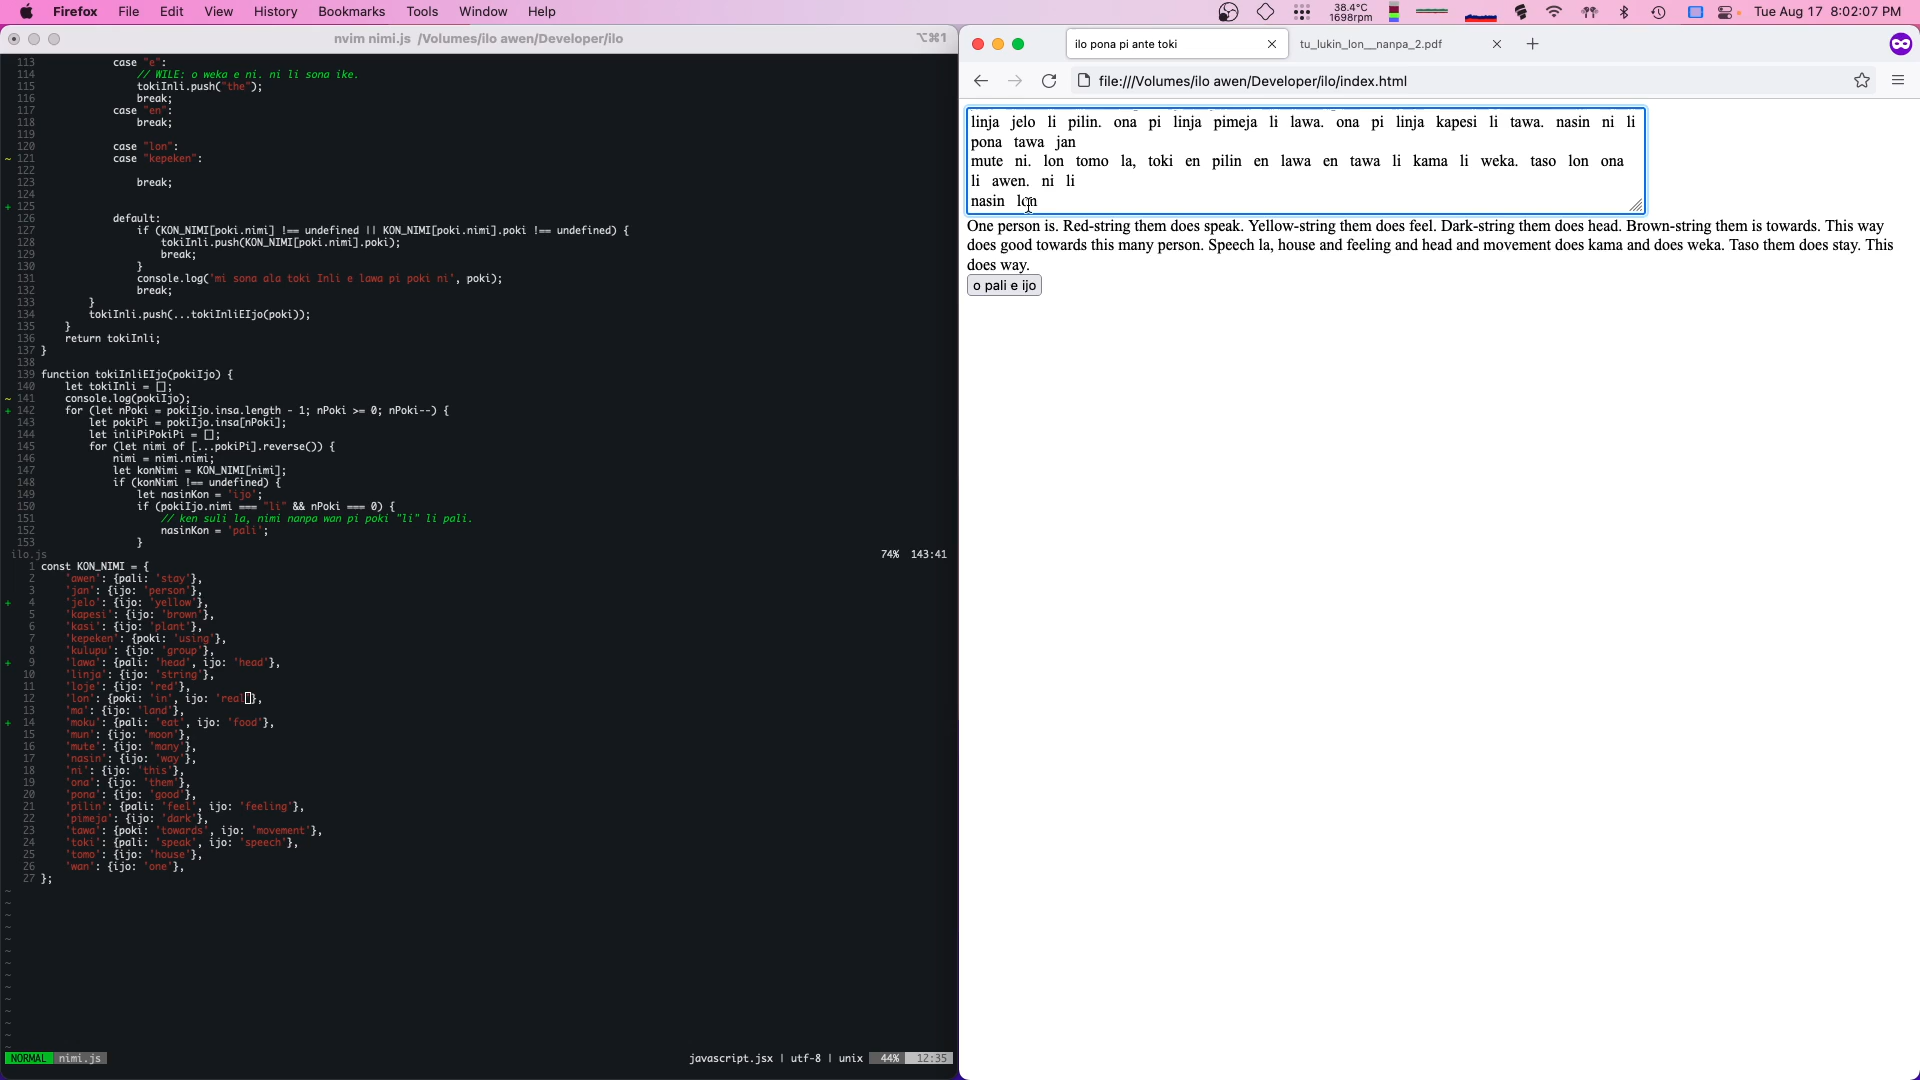 Firefox File Edit View History Bookmarks Tools Window Help 38.4°C 1698rpm Tue Aug 17 8:02:07 PM
nvim nimi.js /Volumes/ilo awen/Developer/ilo ⌥⌘1
113 case "e":
114 // WILE: o weka e ni. ni li sona ike.
115 tokiInli.push("the");
116 break;
117 case "en":
118 break;
119
120 case "lon":
~ 121 case "kepeken":
122
123 break;
124
+ 125
126 default:
127 if (KON_NIMI[poki.nimi] !== undefined || KON_NIMI[poki.nimi].poki !== undefined) {
128 tokiInli.push(KON_NIMI[poki.nimi].poki);
129 break;
130 }
131 console.log('mi sona ala toki Inli e lawa pi poki ni', poki);
132 break;
133 }
134 tokiInli.push(...tokiInliEIjo(poki));
135 }
136 return tokiInli;
137 }
138
139 function tokiInliEIjo(pokiIjo) {
140 let tokiInli = [];
~ 141 console.log(pokiIjo);
+ 142 for (let nPoki = pokiIjo.insa.length - 1; nPoki >= 0; nPoki--) {
143 let pokiPi = pokiIjo.insa[nPoki];
144 let inliPiPokiPi = [];
145 for (let nimi of [...pokiPi].reverse()) {
146 nimi = nimi.nimi;
147 let konNimi = KON_NIMI[nimi];
148 if (konNimi !== undefined) {
149 let nasinKon = 'ijo';
150 if (pokiIjo.nimi === "li" && nPoki === 0) {
151 // ken suli la, nimi nanpa wan pi poki "li" li pali.
152 nasinKon = 'pali';
153 }
ilo.js 74% 143:41
1 const KON_NIMI = {
2 'awen': {pali: 'stay'},
3 'jan': {ijo: 'person'},
+ 4 'jelo': {ijo: 'yellow'},
5 'kapesi': {ijo: 'brown'},
6 'kasi': {ijo: 'plant'},
7 'kepeken': {poki: 'using'},
8 'kulupu': {ijo: 'group'},
+ 9 'lawa': {pali: 'head', ijo: 'head'},
10 'linja': {ijo: 'string'},
11 'loje': {ijo: 'red'},
12 'lon': {poki: 'in', ijo: 'real'},
13 'ma': {ijo: 'land'},
+ 14 'moku': {pali: 'eat', ijo: 'food'},
15 'mun': {ijo: 'moon'},
16 'mute': {ijo: 'many'},
17 'nasin': {ijo: 'way'},
18 'ni': {ijo: 'this'},
19 'ona': {ijo: 'them'},
20 'pona': {ijo: 'good'},
21 'pilin': {pali: 'feel', ijo: 'feeling'},
22 'pimeja': {ijo: 'dark'},
23 'tawa': {poki: 'towards', ijo: 'movement'},
24 'toki': {pali: 'speak', ijo: 'speech'},
25 'tomo': {ijo: 'house'},
26 'wan': {ijo: 'one'},
27 };
NORMAL nimi.js javascript.jsx | utf-8 | unix 44% 12:35
ilo pona pi ante toki tu_lukin_lon__nanpa_2.pdf
file:///Volumes/ilo awen/Developer/ilo/index.html
linja jelo li pilin. ona pi linja pimeja li lawa. ona pi linja kapesi li tawa. nasin ni li
pona tawa jan
mute ni. lon tomo la, toki en pilin en lawa en tawa li kama li weka. taso lon ona
li awen. ni li
nasin lon
One person is. Red-string them does speak. Yellow-string them does feel. Dark-string them does head. Brown-string them is towards. This way
does good towards this many person. Speech la, house and feeling and head and movement does kama and does weka. Taso them does stay. This
does way.
o pali e ijo